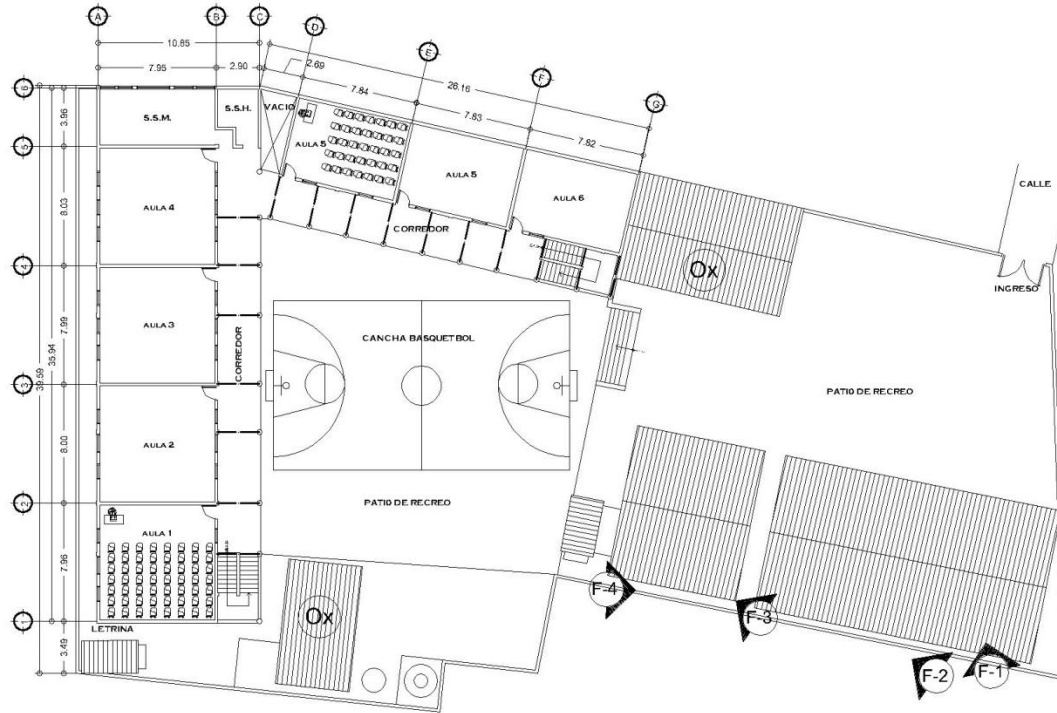 A
B
C
D
E
F
G
10.85
7.95
2.90
2.69
26.16
7.84
7.83
7.82
6
5
4
3
2
1
39.59
35.94
3.96
8.03
7.99
8.00
7.96
3.49
S.S.M.
S.S.H.
VACIO
AULA 5
AULA 5
AULA 6
AULA 4
CORREDOR
CALLE
INGRESO
Ox
AULA 3
CORREDOR
CANCHA BASQUETBOL
PATIO DE RECREO
AULA 2
PATIO DE RECREO
AULA 1
LETRINA
Ox
F-4
F-3
F-2
F-1